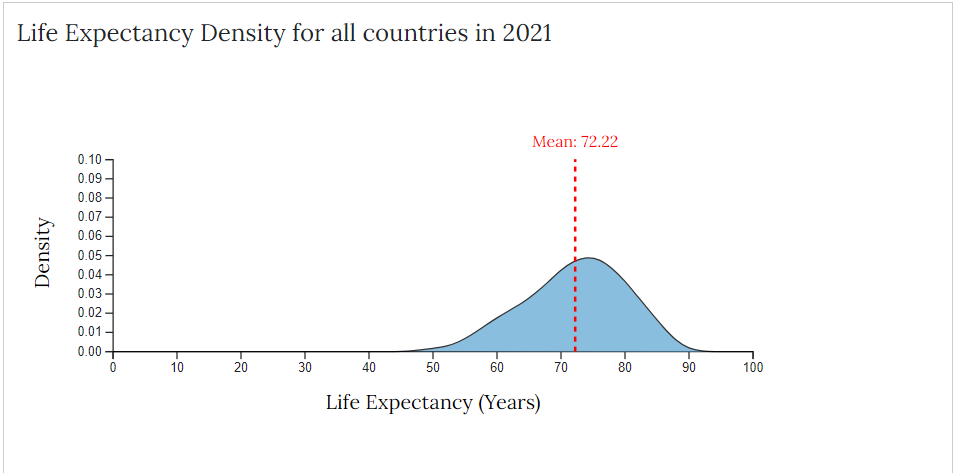 Life Expectancy Density for all countries in 2021
Mean: 72.22
0.10
0.09
0.08
0.07
0.06
0.05
0.04
0.03
0.02
0.01
0.00
Density
0 10 20 30 40 50 60 70 80 90 100
Life Expectancy (Years)